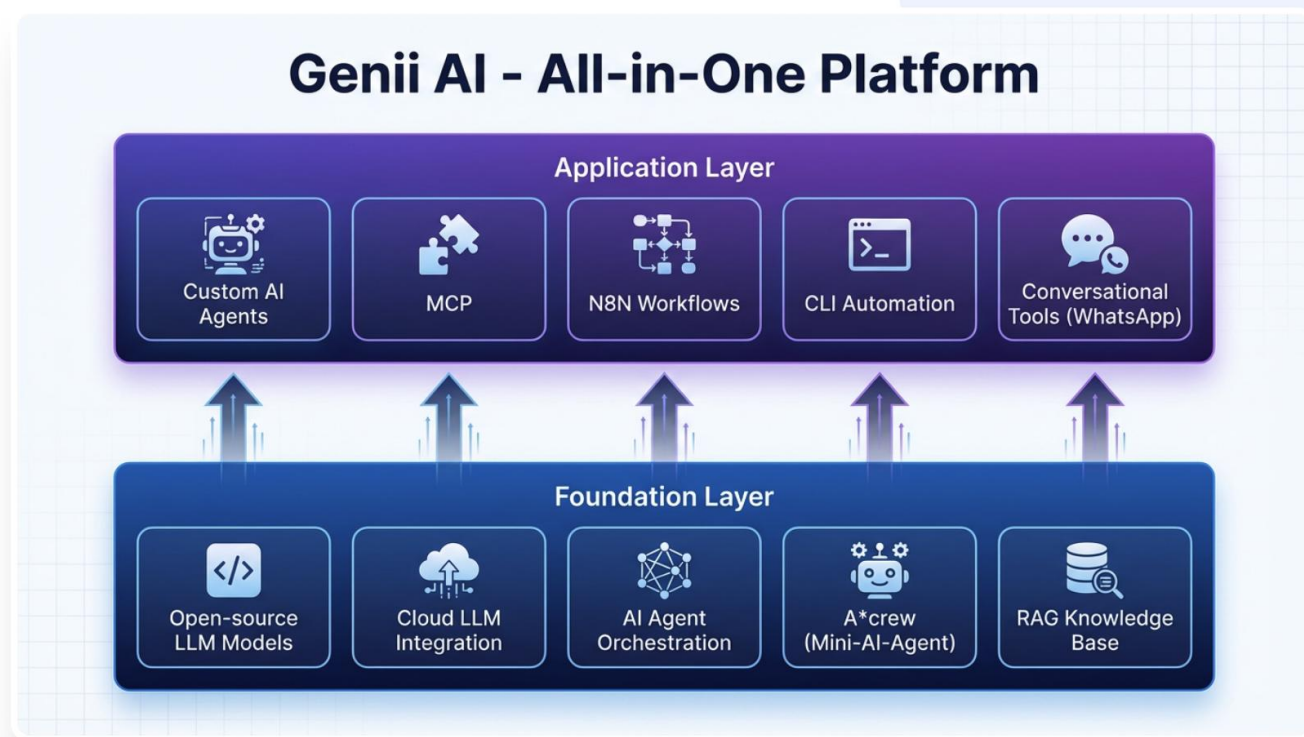 Genii AI - All-in-One Platform
Application Layer
Custom AI
Agents
MCP
N8N Workflows
CLI Automation
Conversational
Tools (WhatsApp)
Foundation Layer
Open-source
LLM Models
Cloud LLM
Integration
AI Agent
Orchestration
A*crew
(Mini-AI-Agent)
RAG Knowledge
Base